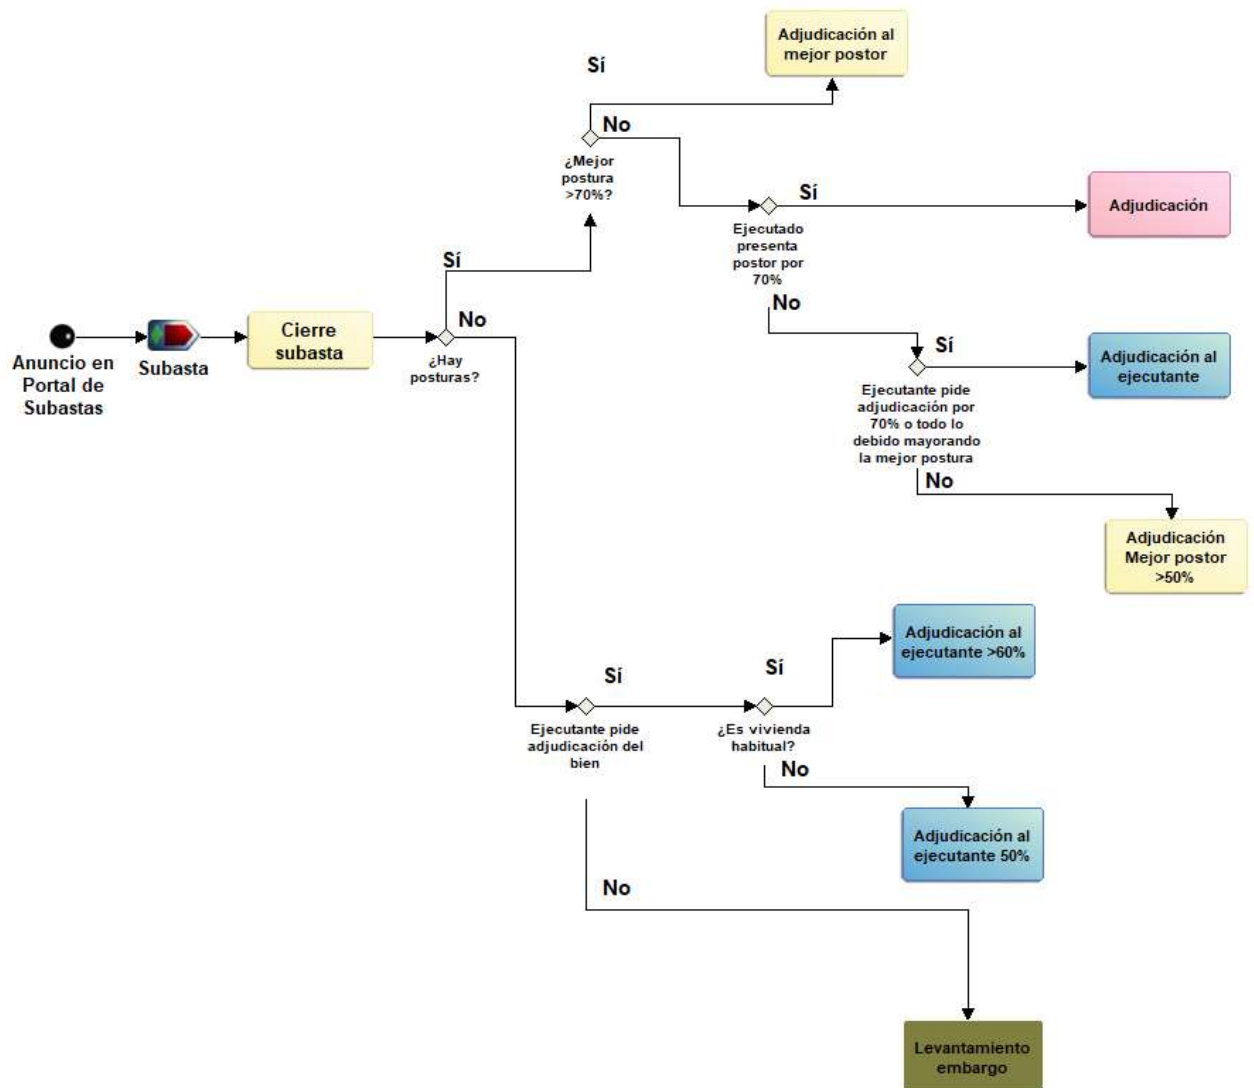 Adjudicación al
mejor postor
Sí
No
¿Mejor
postura
>70%?
Sí
Adjudicación
Ejecutado
presenta
postor por
70%
Sí
No
No
Sí
Anuncio en
Portal de
Subastas
Subasta
Cierre
subasta
¿Hay
posturas?
Adjudicación al
ejecutante
Ejecutante pide
adjudicación por
70% o todo lo
debido mayorando
la mejor postura
No
Adjudicación
Mejor postor
>50%
Adjudicación al
ejecutante >60%
Sí
Sí
Ejecutante pide
adjudicación del
bien
¿Es vivienda
habitual?
No
Adjudicación al
ejecutante 50%
No
Levantamiento
embargo